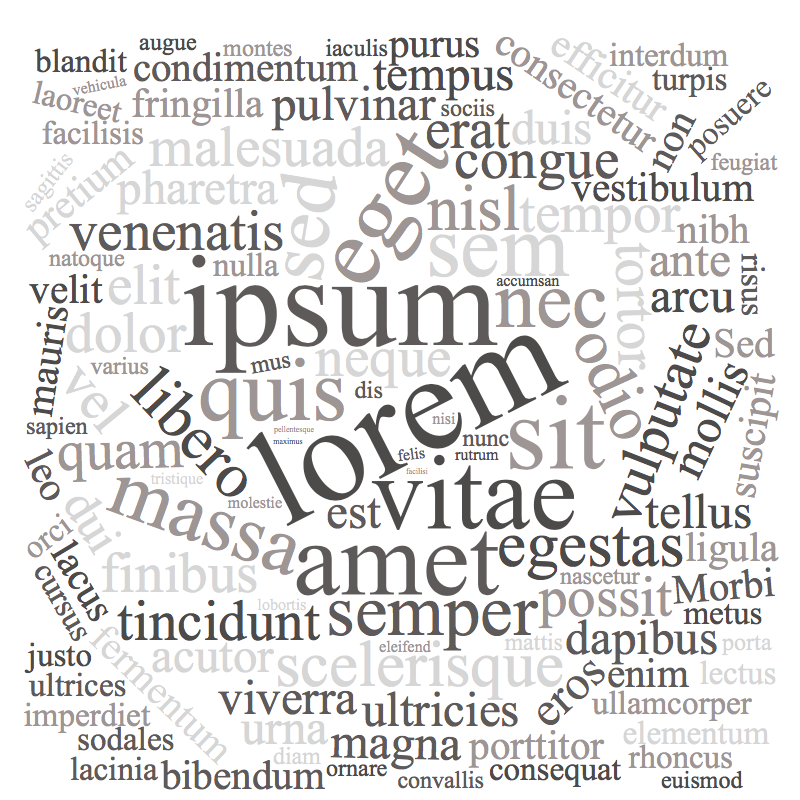 augue
montes
iaculis
purus
consectetur
efficitur
interdum
blandit
condimentum
tempus
turpis
vehicula
laoreet
fringilla
pulvinar
sociis
erat
duis
non
posuere
facilisis
malesuada
eget
congue
feugiat
sagittis
pretium
pharetra
sed
nisl
tempor
vestibulum
venenatis
sem
nibh
natoque
nulla
tortor
ante
risus
velit
elit
ipsum
accumsan
nec
arcu
mauris
dolor
odio
vulputate
Sed
varius
mus
neque
lorem
mollis
vel
libero
quis
dis
suscipit
sapien
pellentesque
maximus
nisi
nunc
sit
quam
felis
rutrum
leo
tristique
massa
molestie
facilisi
vitae
est
tellus
orci
dui
lacus
finibus
amet
egestas
ligula
cursus
nascetur
possit
Morbi
lobortis
tincidunt
semper
metus
justo
fermentum
acutor
eleifend
scelerisque
mattis
dapibus
porta
ultrices
viverra
ultricies
eros
enim
lectus
imperdiet
urna
ullamcorper
sodales
magna
porttitor
elementum
diam
rhoncus
lacinia
bibendum
ornare
convallis
consequat
euismod